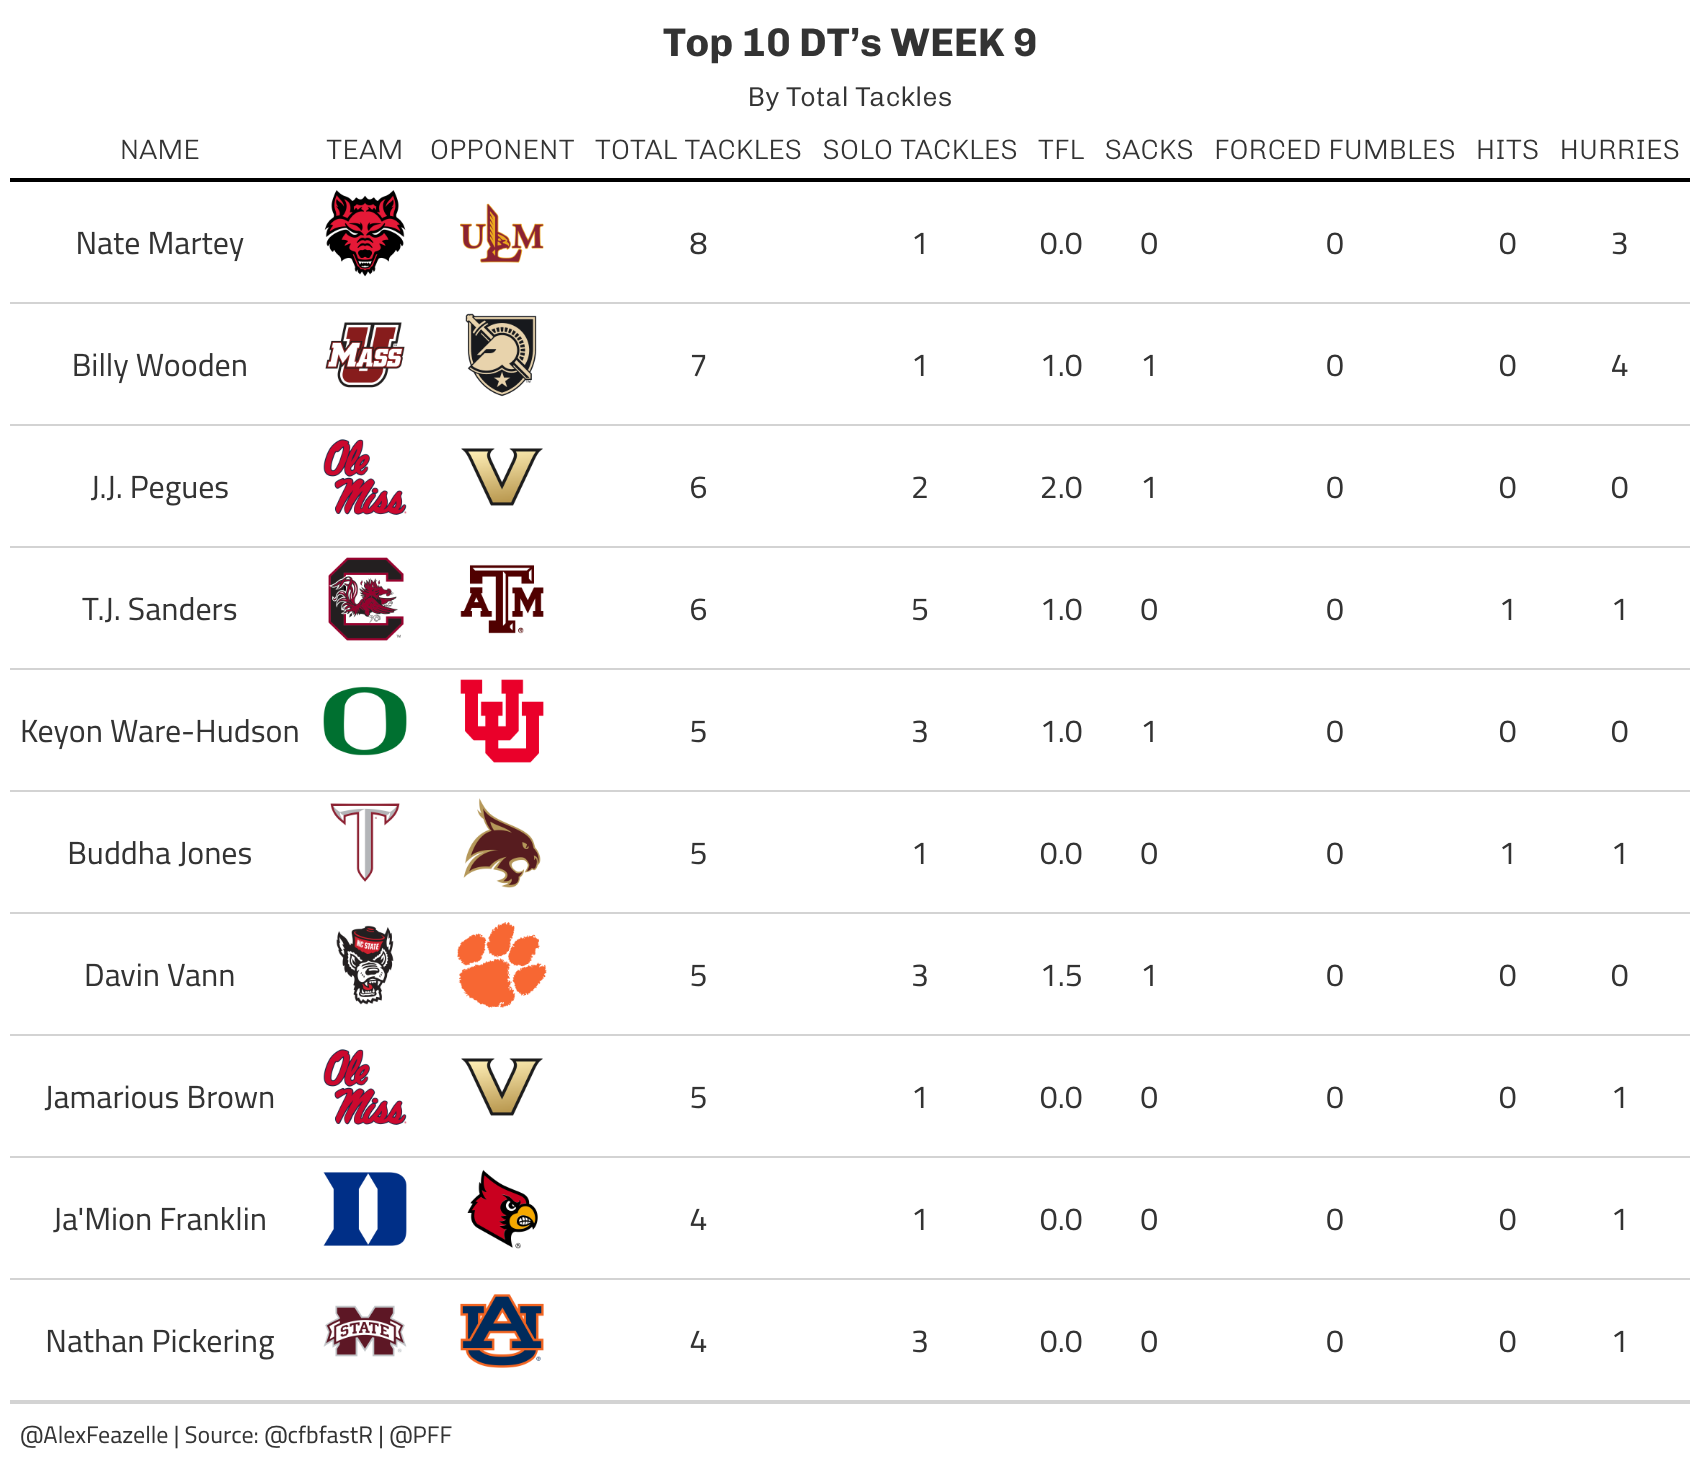 Top 10 DT’s WEEK 9
By Total Tackles
NAME TEAM OPPONENT TOTAL TACKLES SOLO TACKLES TFL SACKS FORCED FUMBLES HITS HURRIES
Nate Martey ULM 8 1 0.0 0 0 0 3
Billy Wooden UMASS 7 1 1.0 1 0 0 4
J.J. Pegues Ole Miss V 6 2 2.0 1 0 0 0
T.J. Sanders C ATM 6 5 1.0 0 0 1 1
Keyon Ware-Hudson O UU 5 3 1.0 1 0 0 0
Buddha Jones T 5 1 0.0 0 0 1 1
Davin Vann NC STATE 5 3 1.5 1 0 0 0
Jamarious Brown Ole Miss V 5 1 0.0 0 0 0 1
Ja'Mion Franklin D 4 1 0.0 0 0 0 1
Nathan Pickering M STATE AU 4 3 0.0 0 0 0 1
@AlexFeazelle | Source: @cfbfastR | @PFF